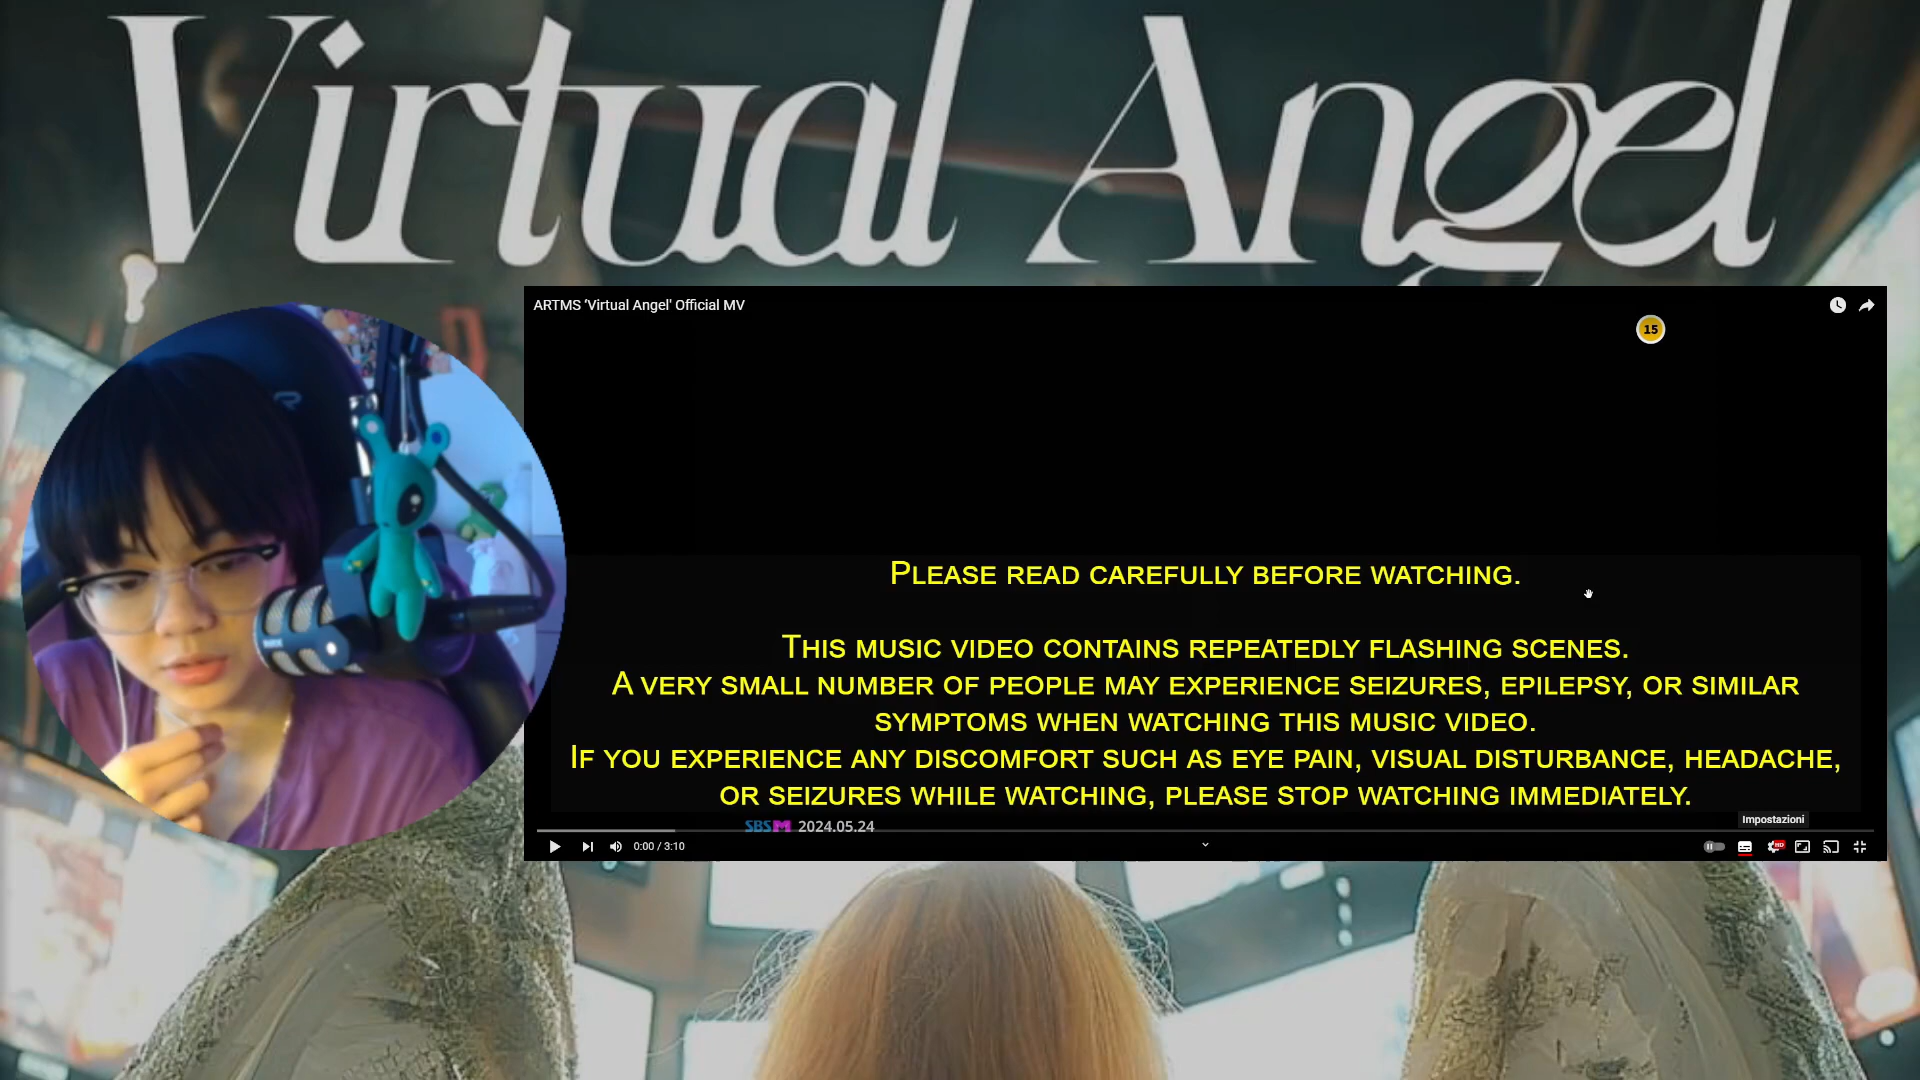 Virtual Angel
ARTMS 'Virtual Angel' Official MV
15
PLEASE READ CAREFULLY BEFORE WATCHING.
THIS MUSIC VIDEO CONTAINS REPEATEDLY FLASHING SCENES.
A VERY SMALL NUMBER OF PEOPLE MAY EXPERIENCE SEIZURES, EPILEPSY, OR SIMILAR
SYMPTOMS WHEN WATCHING THIS MUSIC VIDEO.
IF YOU EXPERIENCE ANY DISCOMFORT SUCH AS EYE PAIN, VISUAL DISTURBANCE, HEADACHE,
OR SEIZURES WHILE WATCHING, PLEASE STOP WATCHING IMMEDIATELY.
Impostazioni
SBS M 2024.05.24
0:00 / 3:10
HD